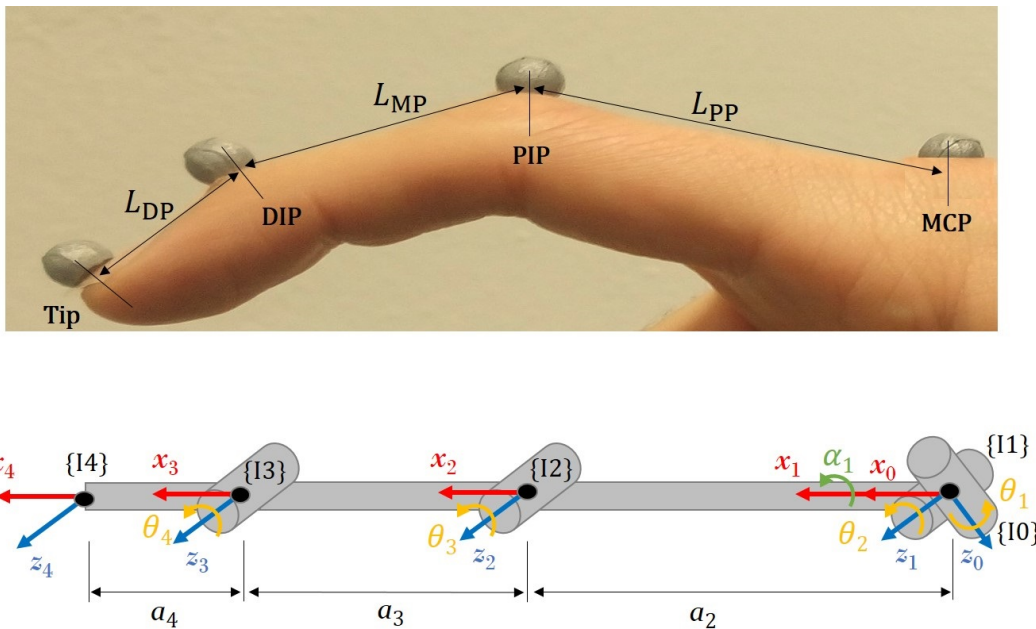 L_MP
L_PP
PIP
L_DP
DIP
MCP
Tip
x_4
{I4}
x_3
{I3}
x_2
{I2}
x_1
α_1
x_0
{I1}
θ_1
θ_4
θ_3
θ_2
{I0}
z_4
z_3
z_2
z_1
z_0
a_4
a_3
a_2